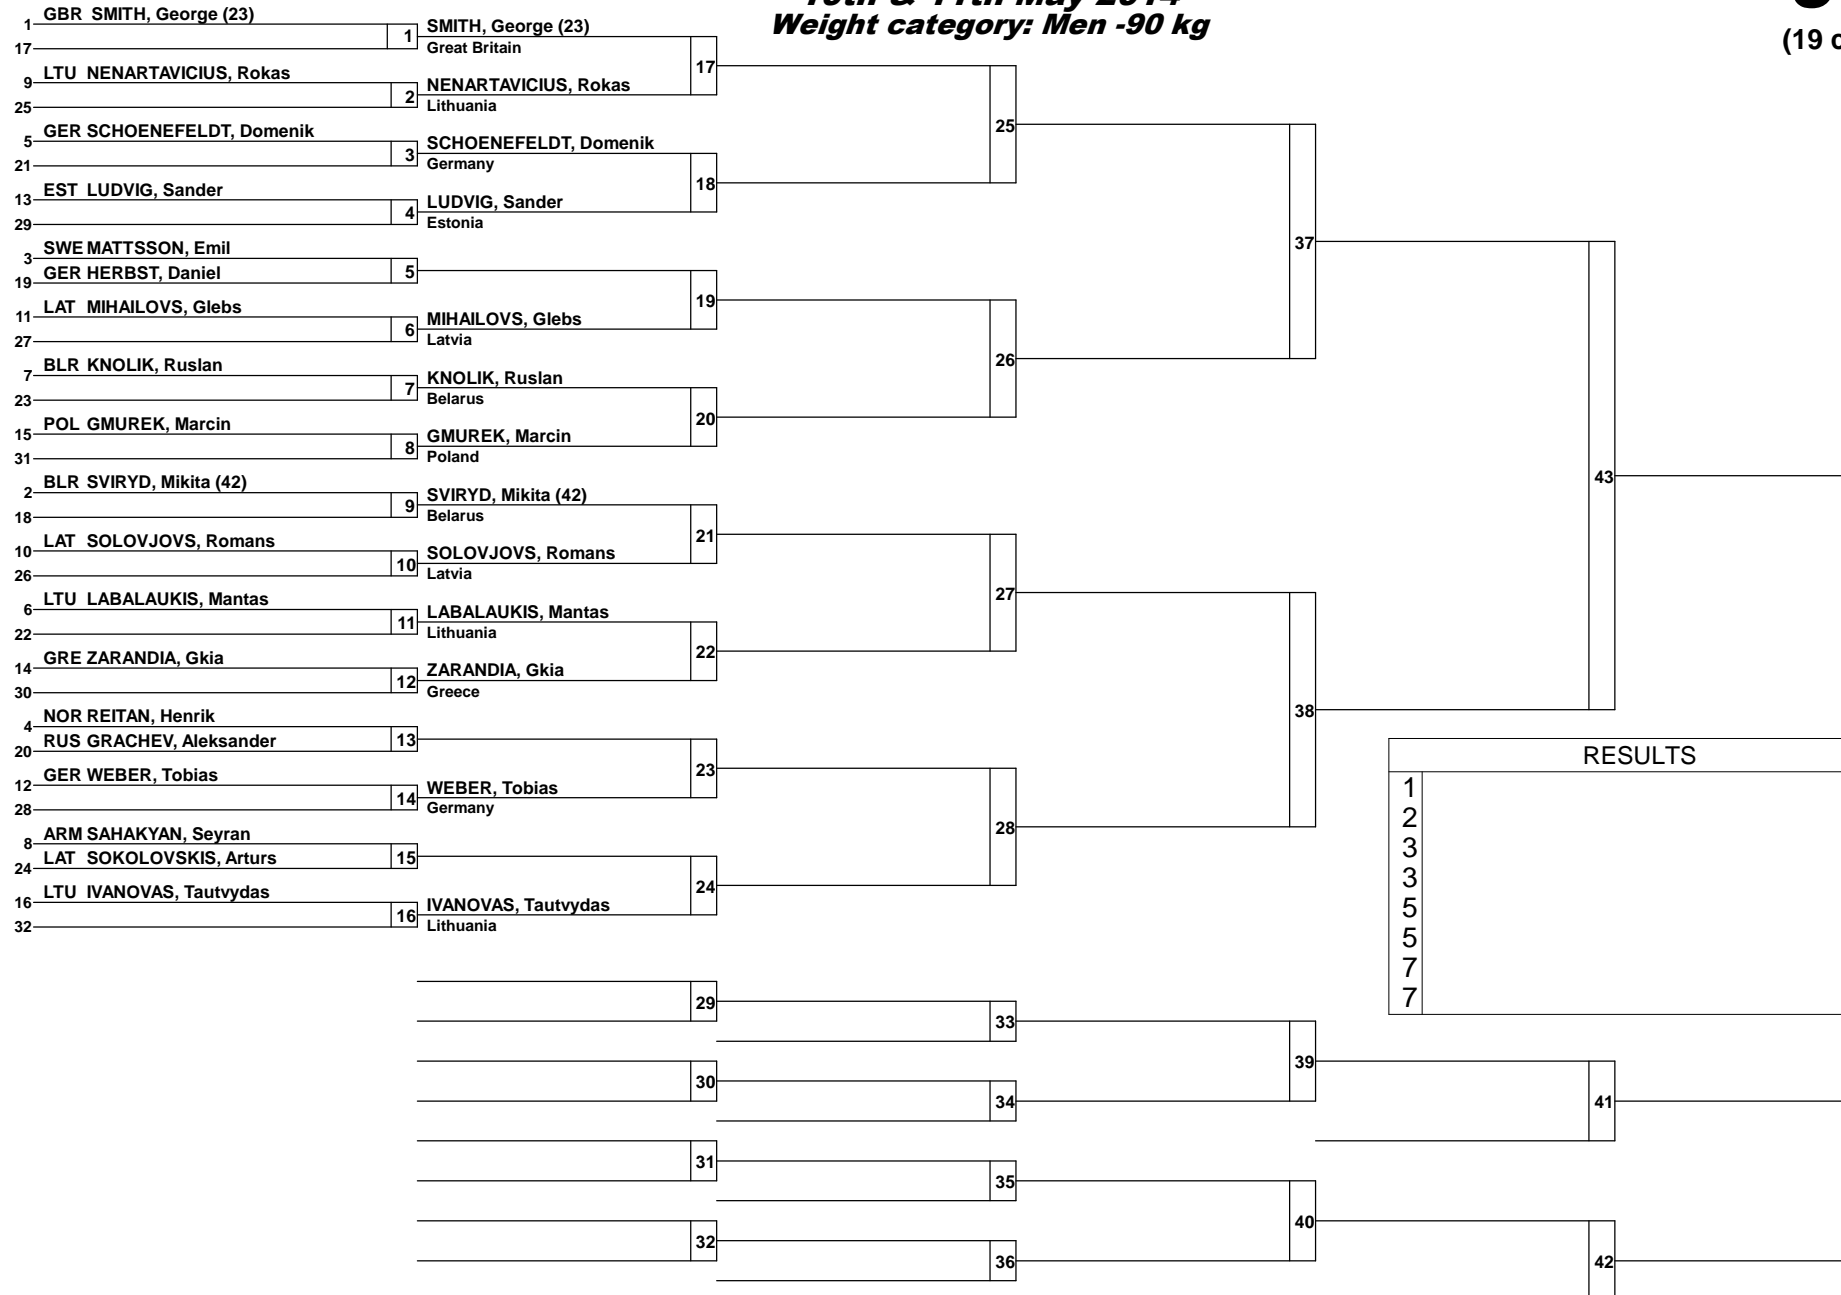 10th & 11th May 2014
Weight category: Men -90 kg
(19
1 GBR SMITH, George (23)
17
1
SMITH, George (23)
Great Britain
9 LTU NENARTAVICIUS, Rokas
25
2
NENARTAVICIUS, Rokas
Lithuania
17
5 GER SCHOENEFELDT, Domenik
21
3
SCHOENEFELDT, Domenik
Germany
13 EST LUDVIG, Sander
29
4
LUDVIG, Sander
Estonia
18
25
3 SWE MATTSSON, Emil
19 GER HERBST, Daniel
5
11 LAT MIHAILOVS, Glebs
27
6
MIHAILOVS, Glebs
Latvia
19
7 BLR KNOLIK, Ruslan
23
7
KNOLIK, Ruslan
Belarus
15 POL GMUREK, Marcin
31
8
GMUREK, Marcin
Poland
20
26
37
2 BLR SVIRYD, Mikita (42)
18
9
SVIRYD, Mikita (42)
Belarus
10 LAT SOLOVJOVS, Romans
26
10
SOLOVJOVS, Romans
Latvia
21
6 LTU LABALAUKIS, Mantas
22
11
LABALAUKIS, Mantas
Lithuania
14 GRE ZARANDIA, Gkia
30
12
ZARANDIA, Gkia
Greece
22
27
4 NOR REITAN, Henrik
20 RUS GRACHEV, Aleksander
13
12 GER WEBER, Tobias
28
14
WEBER, Tobias
Germany
23
8 ARM SAHAKYAN, Seyran
24 LAT SOKOLOVSKIS, Arturs
15
16 LTU IVANOVAS, Tautvydas
32
16
IVANOVAS, Tautvydas
Lithuania
24
28
38
43
RESULTS
1
2
3
3
5
5
7
7
29
33
30
34
39
41
31
35
32
36
40
42